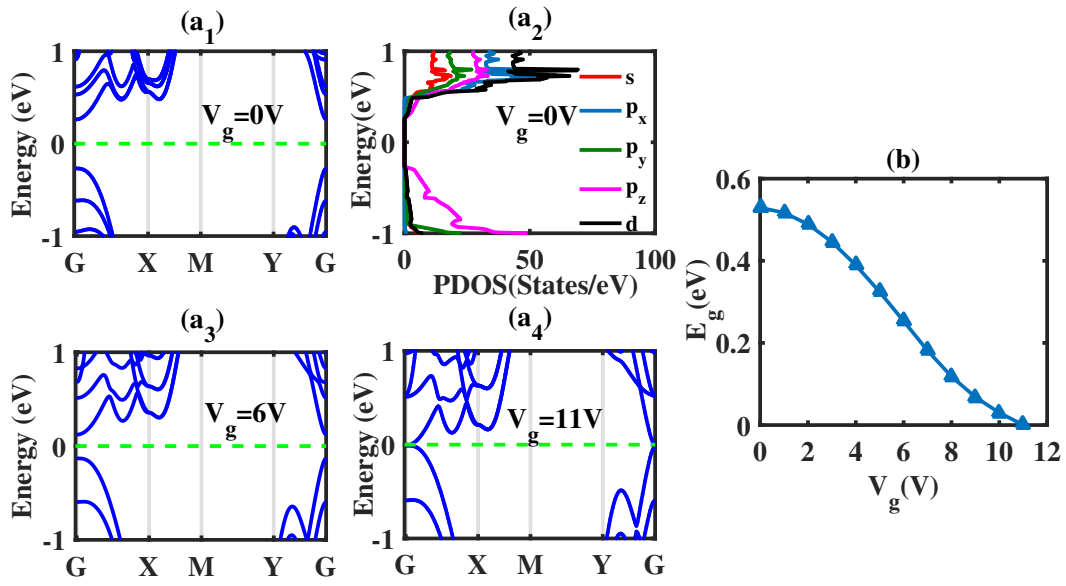 (a1)
Energy (eV)
1
0
-1
Vg=0V
G X M Y G
(a2)
Energy(eV)
1
0
-1
Vg=0V
s
px
py
pz
d
0 50 100
PDOS(States/eV)
(a3)
Energy (eV)
1
0
-1
Vg=6V
G X M Y G
(a4)
Energy (eV)
1
0
-1
Vg=11V
G X M Y G
(b)
Eg(eV)
0.6
0.4
0.2
0
0 2 4 6 8 10 12
Vg(V)